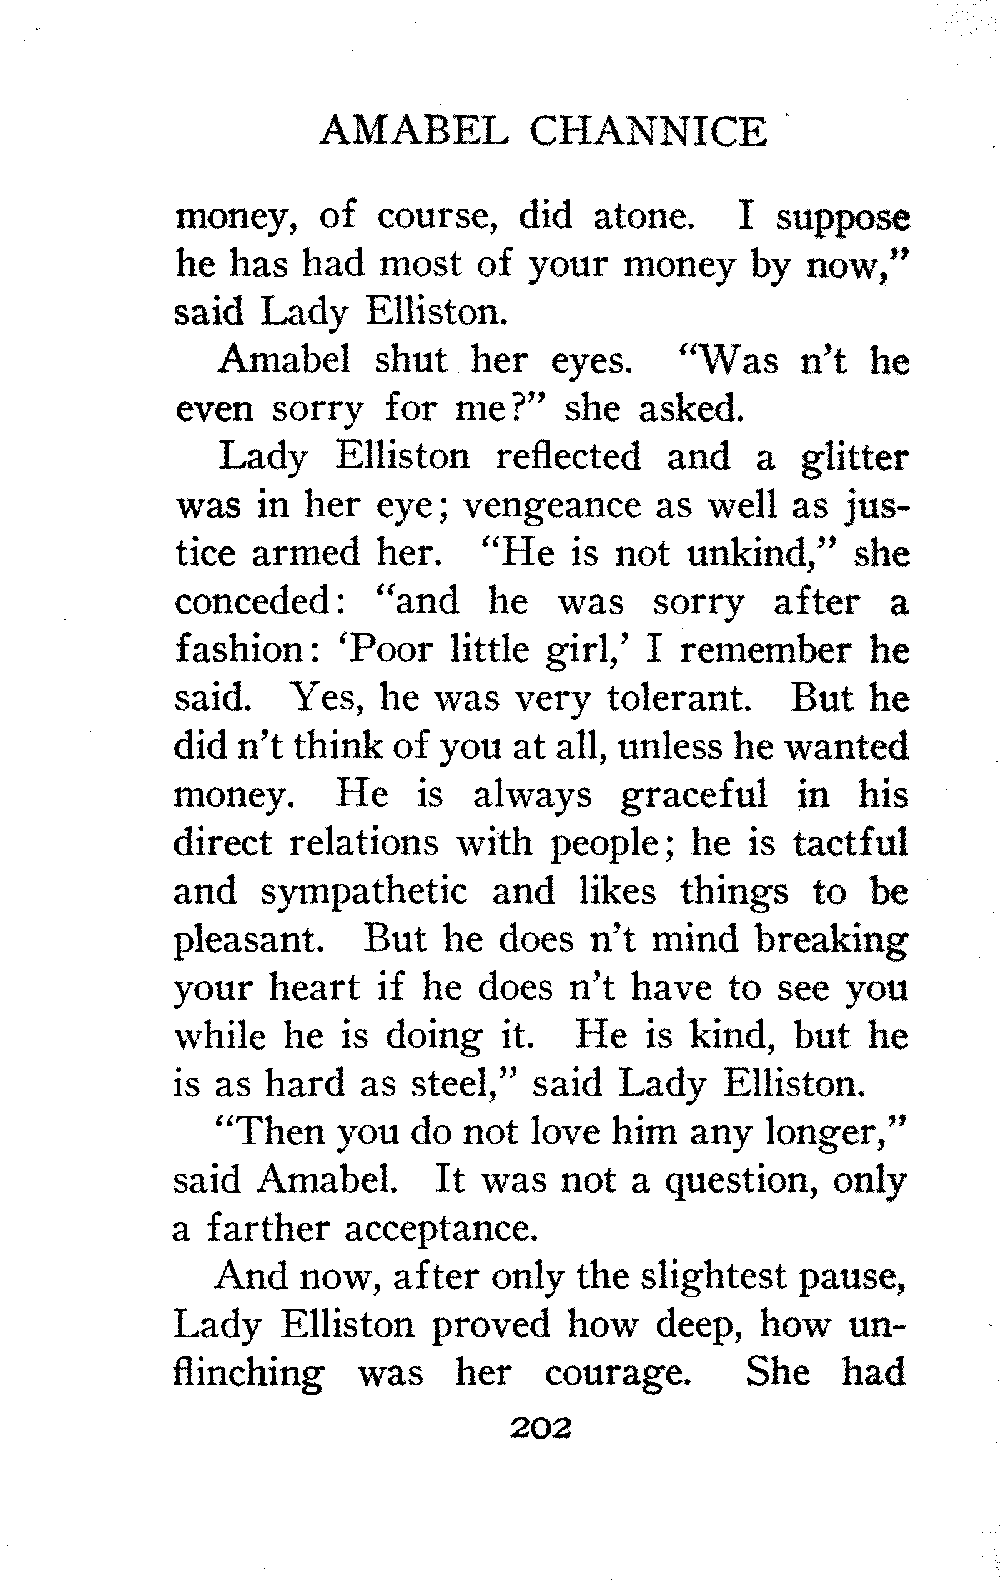 AMABEL CHANNICE
money, of course, did atone. I suppose
he has had most of your money by now,”
said Lady Elliston.
Amabel shut her eyes. “Was n’t he
even sorry for me?” she asked.
Lady Elliston reflected and a glitter
was in her eye; vengeance as well as jus-
tice armed her. “He is not unkind,” she
conceded: “and he was sorry after a
fashion: ‘Poor little girl,’ I remember he
said. Yes, he was very tolerant. But he
did n’t think of you at all, unless he wanted
money. He is always graceful in his
direct relations with people; he is tactful
and sympathetic and likes things to be
pleasant. But he does n’t mind breaking
your heart if he does n’t have to see you
while he is doing it. He is kind, but he
is as hard as steel,” said Lady Elliston.
“Then you do not love him any longer,”
said Amabel. It was not a question, only
a farther acceptance.
And now, after only the slightest pause,
Lady Elliston proved how deep, how un-
flinching was her courage. She had
202